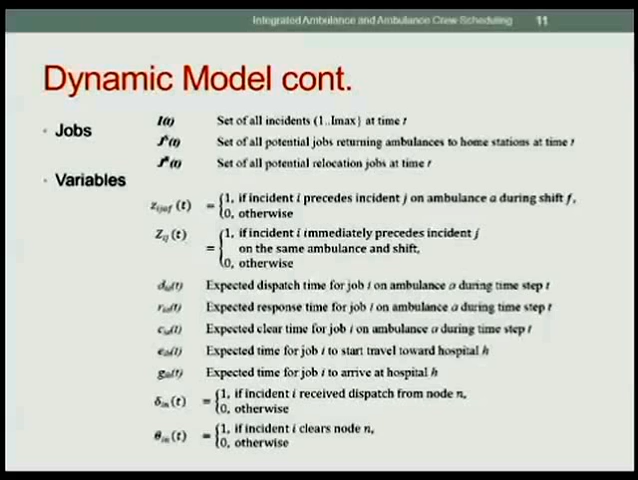 Integrated Ambulance and Ambulance Crew Scheduling 11
Dynamic Model cont.
• Jobs
I(t) Set of all incidents {1..Imax} at time t
Jˢ(t) Set of all potential jobs returning ambulances to home stations at time t
Jᴿ(t) Set of all potential relocation jobs at time t
• Variables
z_ijaf (t) = {1, if incident i precedes incident j on ambulance a during shift f,
0, otherwise
Z_ij (t) = {1, if incident i immediately precedes incident j
on the same ambulance and shift,
0, otherwise
Expected dispatch time for job i on ambulance a during time step t
Expected response time for job i on ambulance a during time step t
Expected clear time for job i on ambulance a during time step t
Expected time for job i to start travel toward hospital h
Expected time for job i to arrive at hospital h
δ_in (t) = {1, if incident i received dispatch from node n,
0, otherwise
θ_in (t) = {1, if incident i clears node n,
0, otherwise